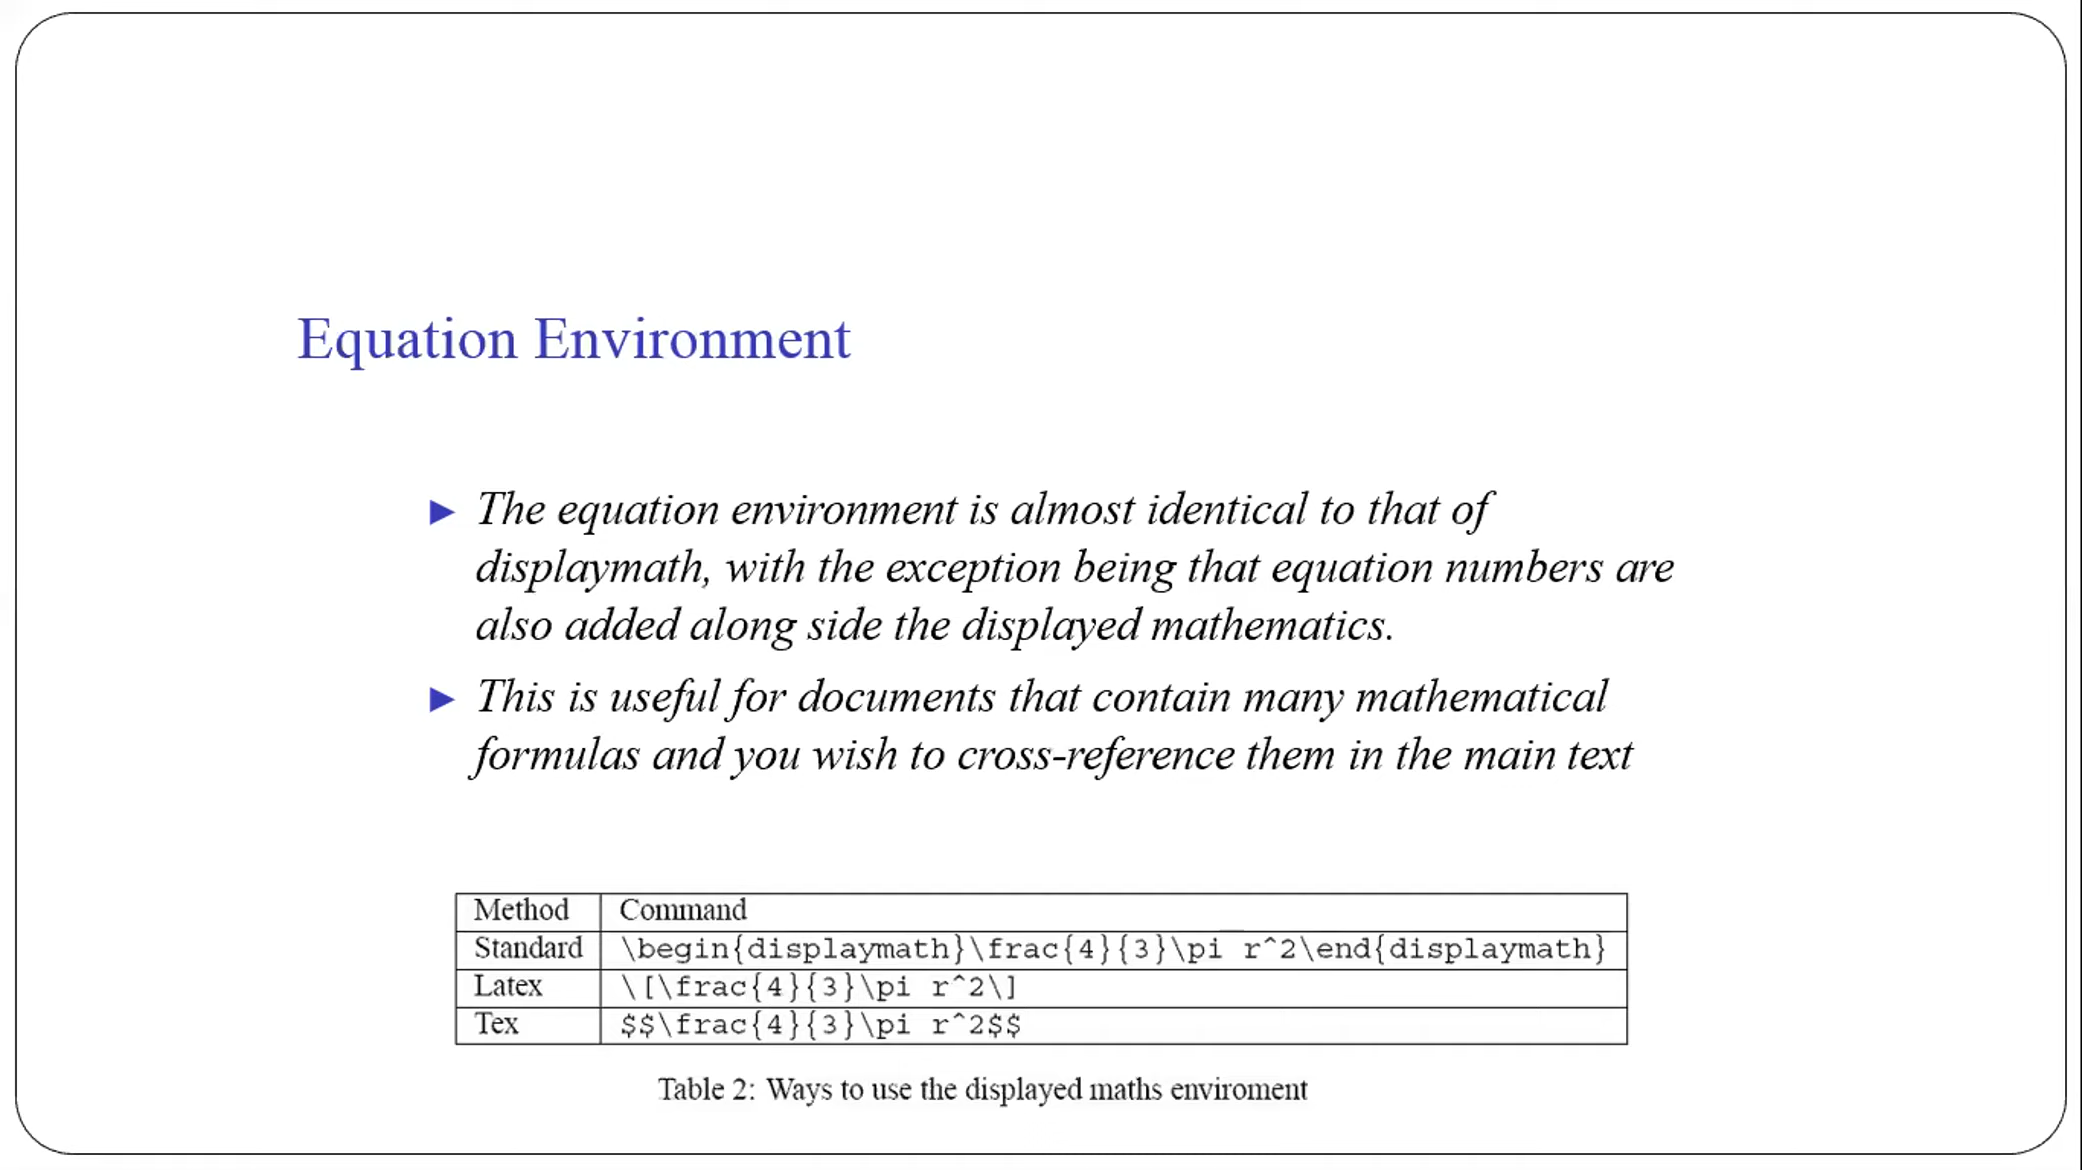 Equation Environment
► The equation environment is almost identical to that of
displaymath, with the exception being that equation numbers are
also added along side the displayed mathematics.
► This is useful for documents that contain many mathematical
formulas and you wish to cross-reference them in the main text
Method Command
Standard \begin{displaymath}\frac{4}{3}\pi r^2\end{displaymath}
Latex \[\frac{4}{3}\pi r^2\]
Tex $$\frac{4}{3}\pi r^2$$
Table 2: Ways to use the displayed maths enviroment